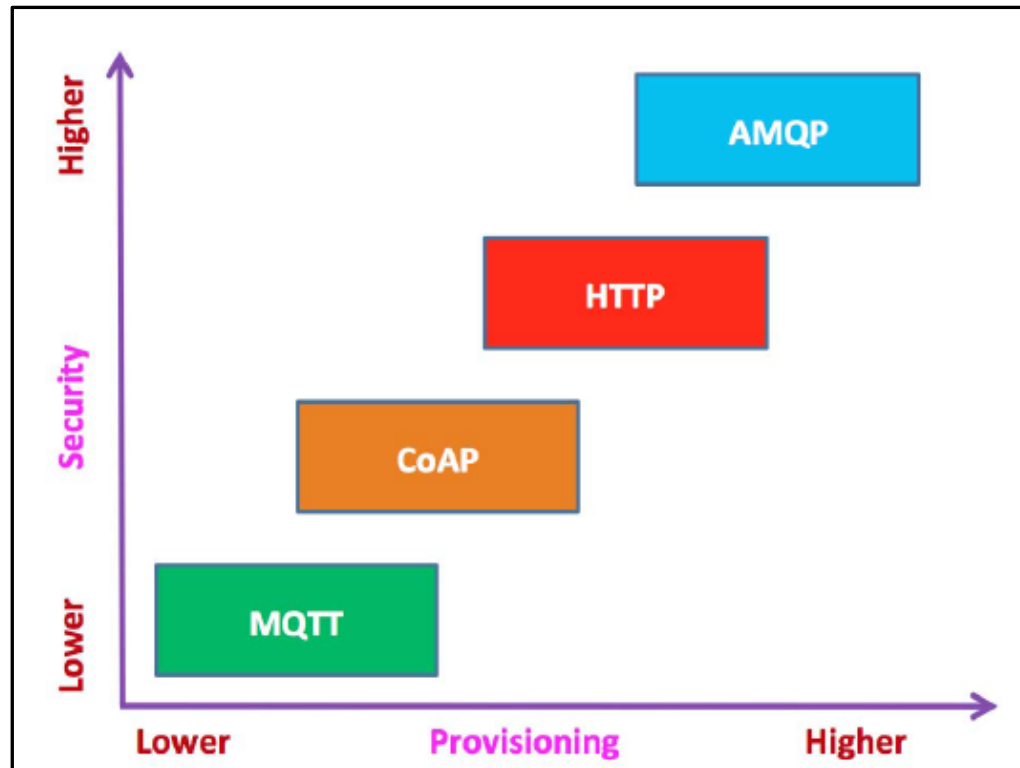 Higher
AMQP
HTTP
Security
CoAP
MQTT
Lower
Lower Provisioning Higher